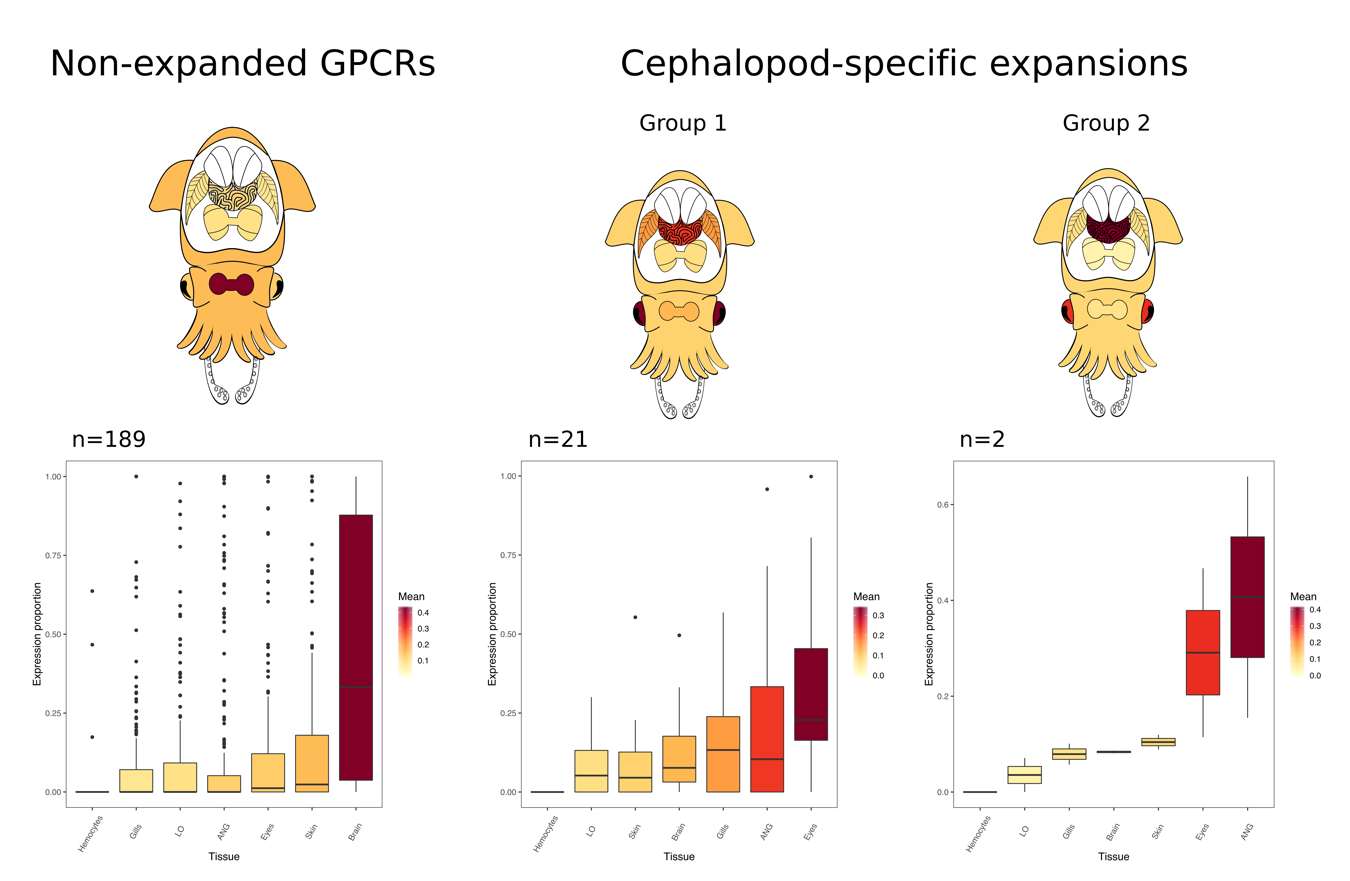 Non-expanded GPCRs
Cephalopod-specific expansions
Group 1
Group 2
n=189
1.00
0.75
0.50
0.25
0.00
Expression proportion
Hemocytes
Gills
LO
ANG
Eyes
Skin
Brain
Tissue
Mean
0.4
0.3
0.2
0.1
n=21
1.00
0.75
0.50
0.25
0.00
Expression proportion
Hemocytes
LO
Skin
Brain
Gills
ANG
Eyes
Tissue
Mean
0.3
0.2
0.1
0.0
n=2
0.6
0.4
0.2
0.0
Expression proportion
Hemocytes
LO
Gills
Brain
Skin
Eyes
ANG
Tissue
Mean
0.4
0.3
0.2
0.1
0.0